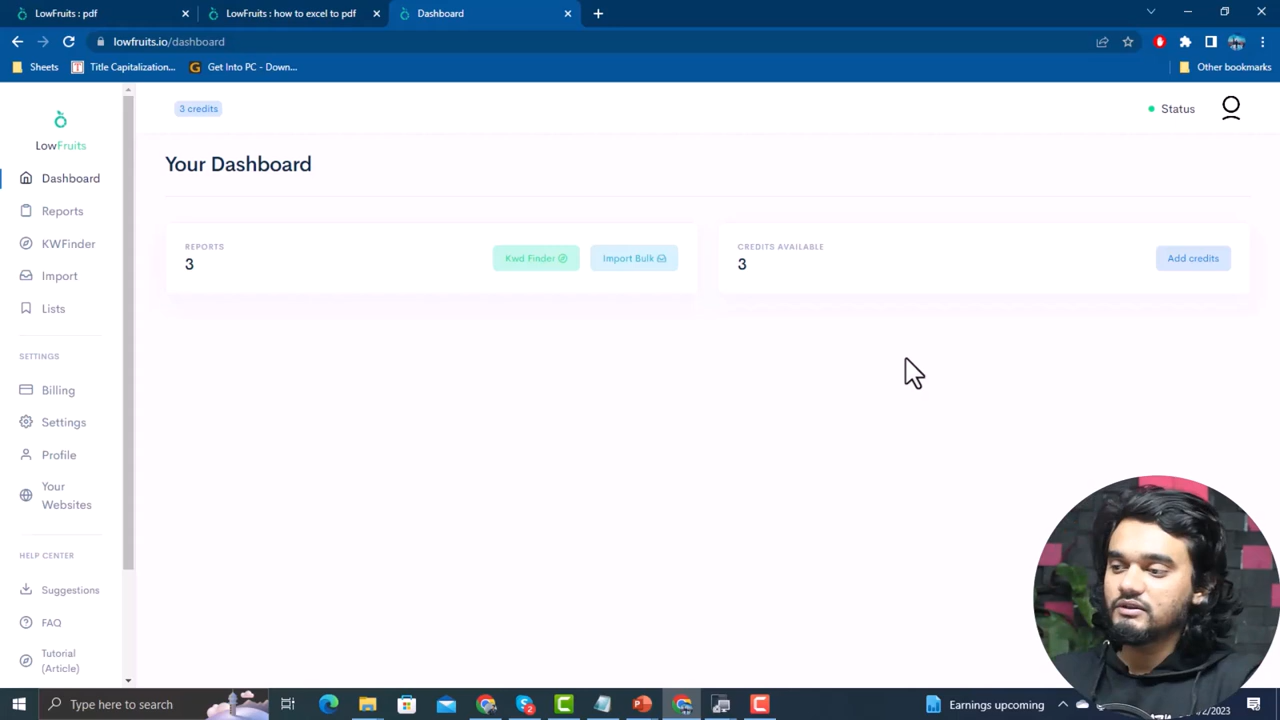 LowFruits : pdf
LowFruits : how to excel to pdf
Dashboard
lowfruits.io/dashboard
Sheets
Title Capitalization...
Get Into PC - Down...
Other bookmarks
LowFruits
3 credits
Status
Dashboard
Your Dashboard
Reports
KWFinder
Import
Lists
REPORTS
3
Kwd Finder
Import Bulk
CREDITS AVAILABLE
3
Add credits
SETTINGS
Billing
Settings
Profile
Your
Websites
HELP CENTER
Suggestions
FAQ
Tutorial
(Article)
Type here to search
2
Earnings upcoming
/2/2023